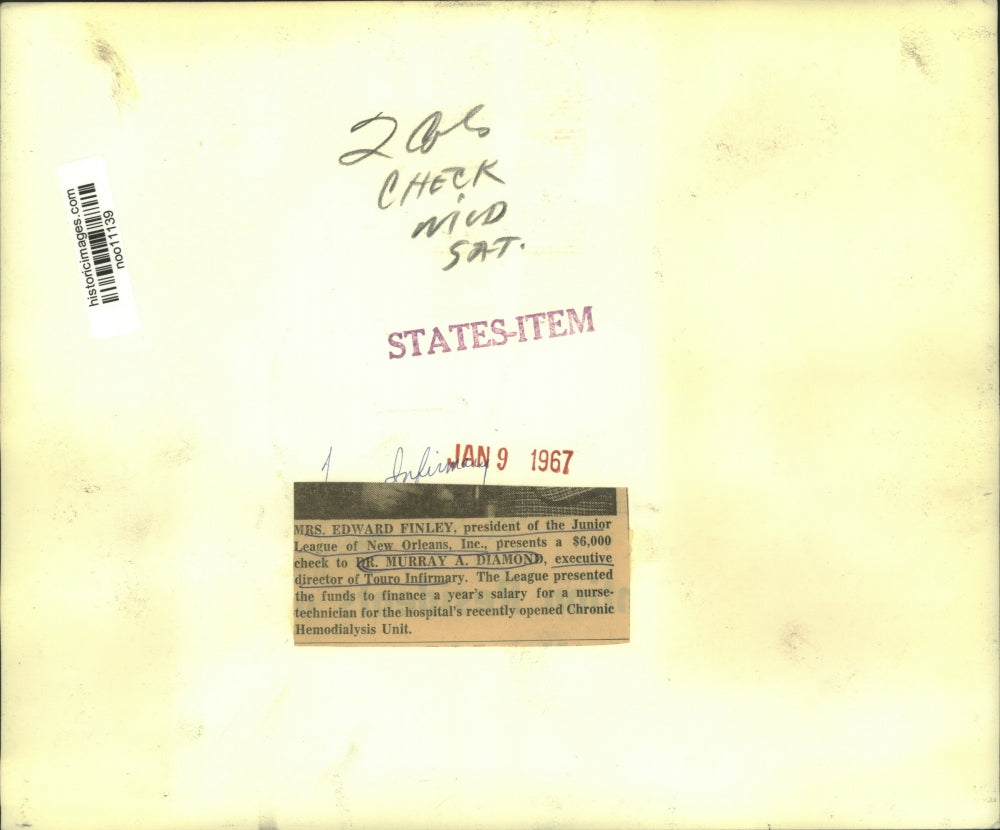 historicimages.com
noo11139
2 Cols
CHECK
SAT.
STATES-ITEM
Infirmary
JAN 9 1967
MRS. EDWARD FINLEY, president of the Junior
League of New Orleans, Inc., presents a $6,000
check to DR. MURRAY A. DIAMOND, executive
director of Touro Infirmary. The League presented
the funds to finance a year's salary for a nurse-
technician for the hospital's recently opened Chronic
Hemodialysis Unit.